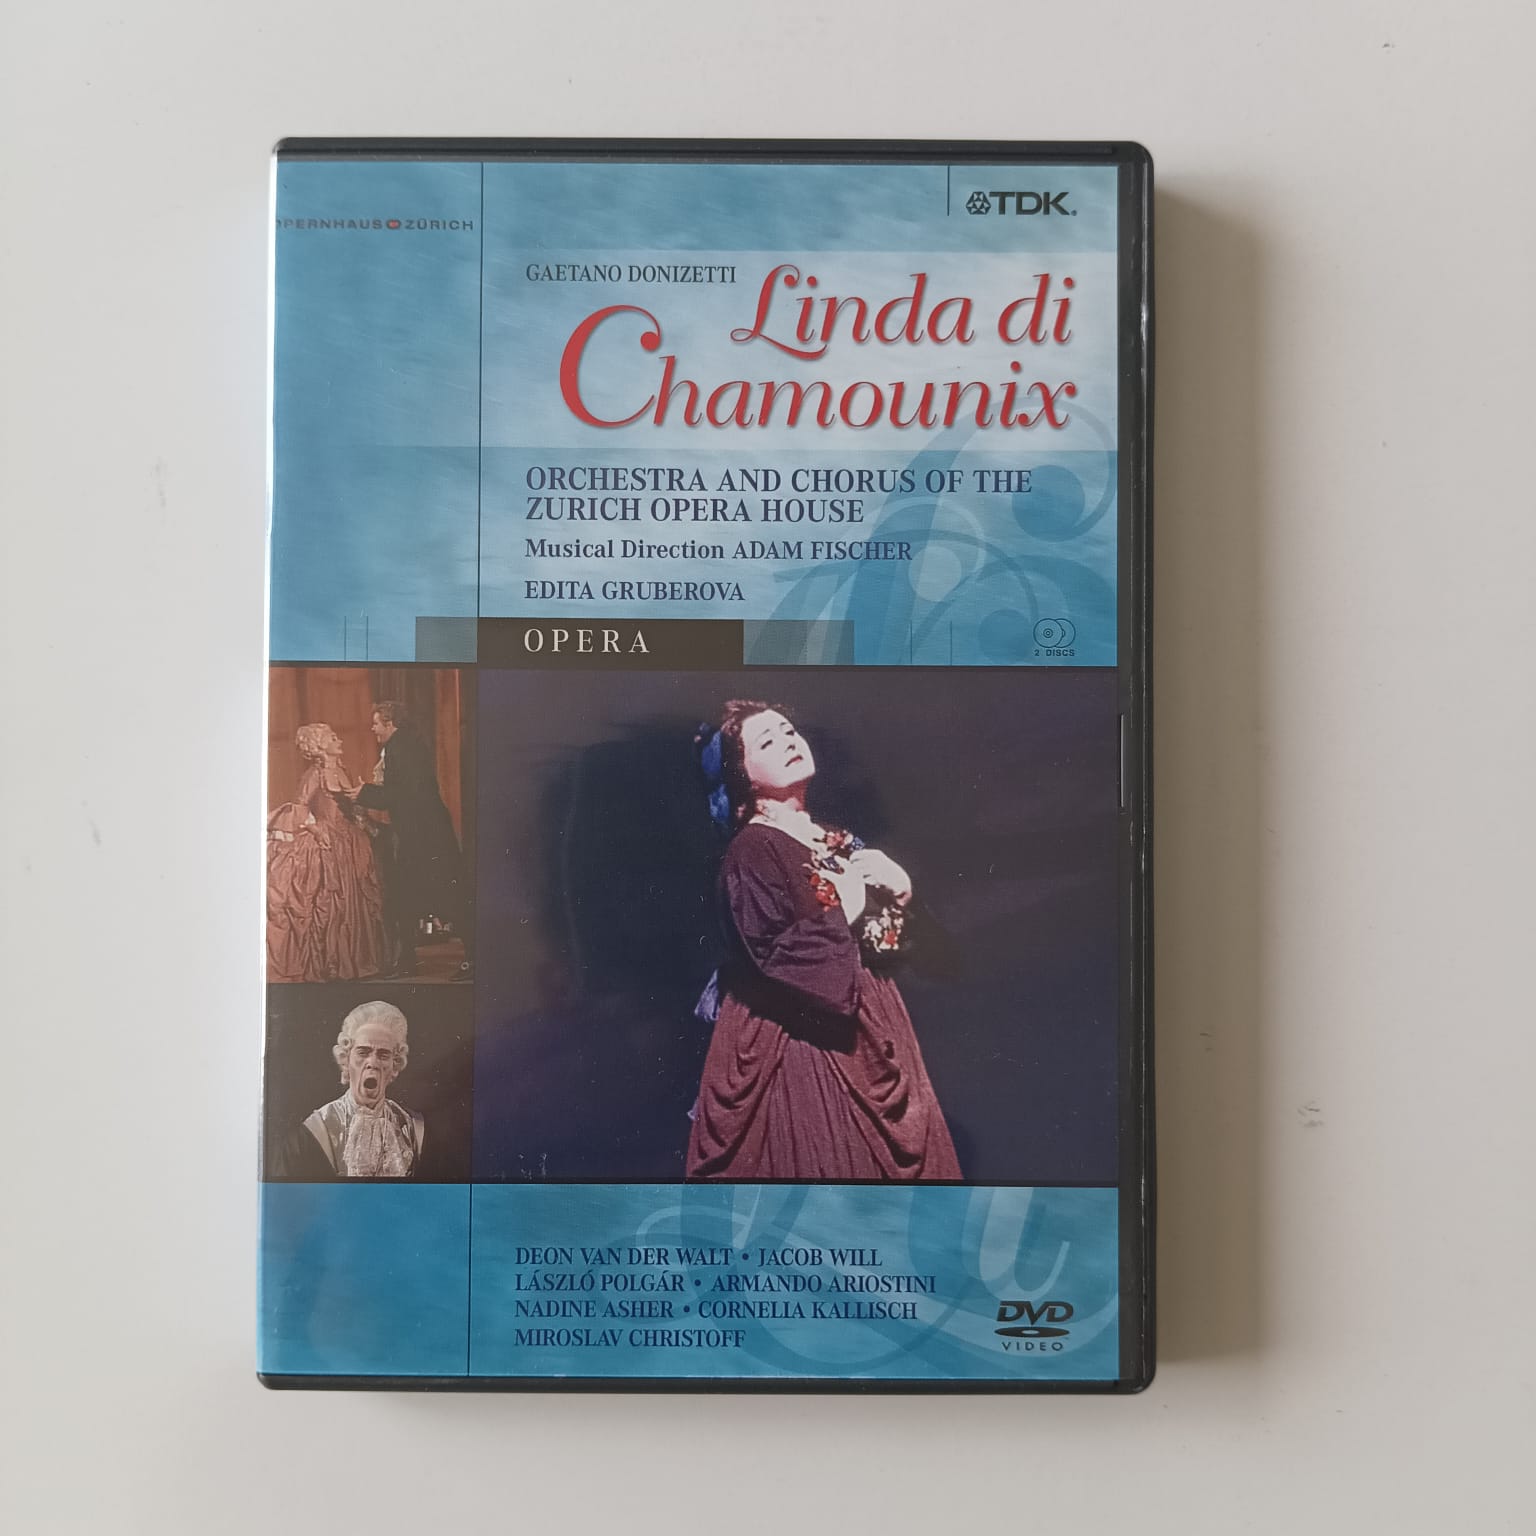 OPERNHAUS ZÜRICH
TDK
GAETANO DONIZETTI
Linda di
Chamounix
ORCHESTRA AND CHORUS OF THE
ZURICH OPERA HOUSE
Musical Direction ADAM FISCHER
EDITA GRUBEROVA
OPERA
2 DISCS
DEON VAN DER WALT • JACOB WILL
LÁSZLÓ POLGÁR • ARMANDO ARIOSTINI
NADINE ASHER • CORNELIA KALLISCH
MIROSLAV CHRISTOFF
DVD
VIDEO